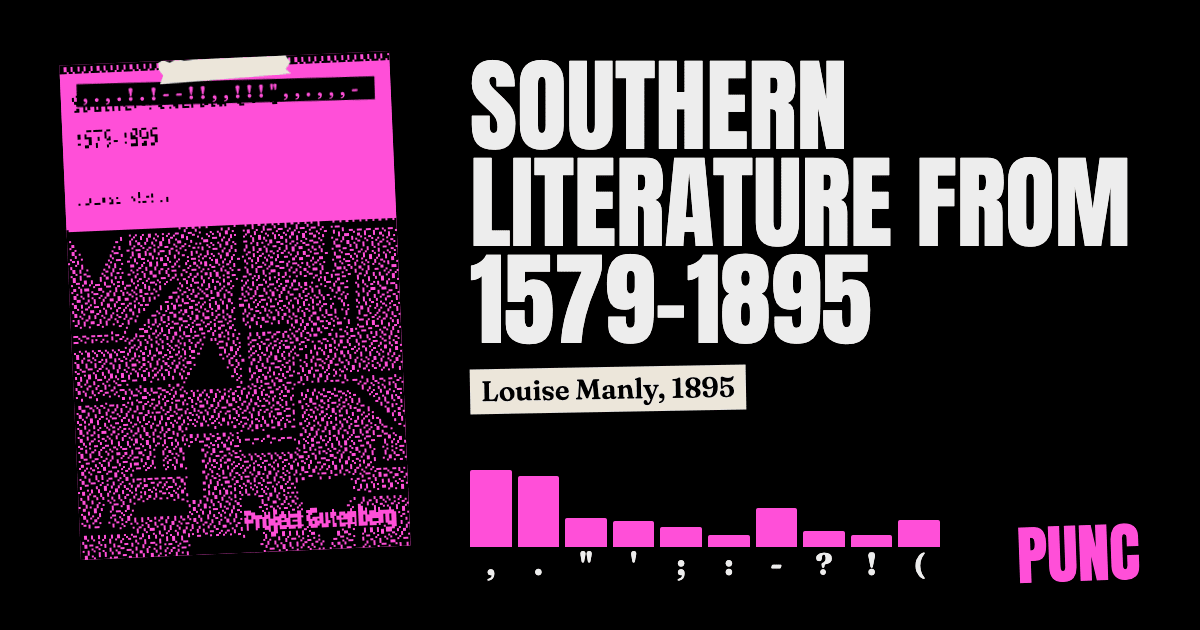 ,.,.!.!--!!,,!!!",,.,,,-
1579-1895
Project Gutenberg
SOUTHERN
LITERATURE FROM
1579-1895
Louise Manly, 1895
, . " ' ; : - ? ! (
PUNC